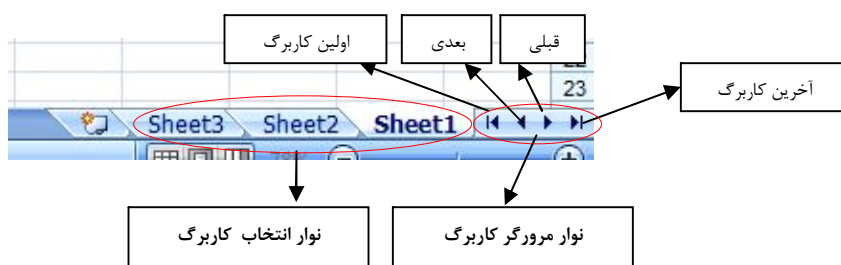 قبلی
بعدی
اولین کاربرگ
آخرین کاربرگ
23
Sheet1
Sheet2
Sheet3
نوار مرورگر کاربرگ
نوار انتخاب کاربرگ